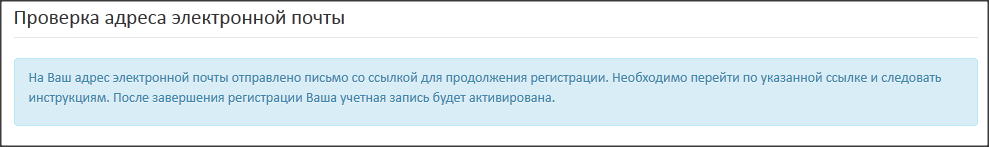 Проверка адреса электронной почты
На Ваш адрес электронной почты отправлено письмо со ссылкой для продолжения регистрации. Необходимо перейти по указанной ссылке и следовать
инструкциям. После завершения регистрации Ваша учетная запись будет активирована.